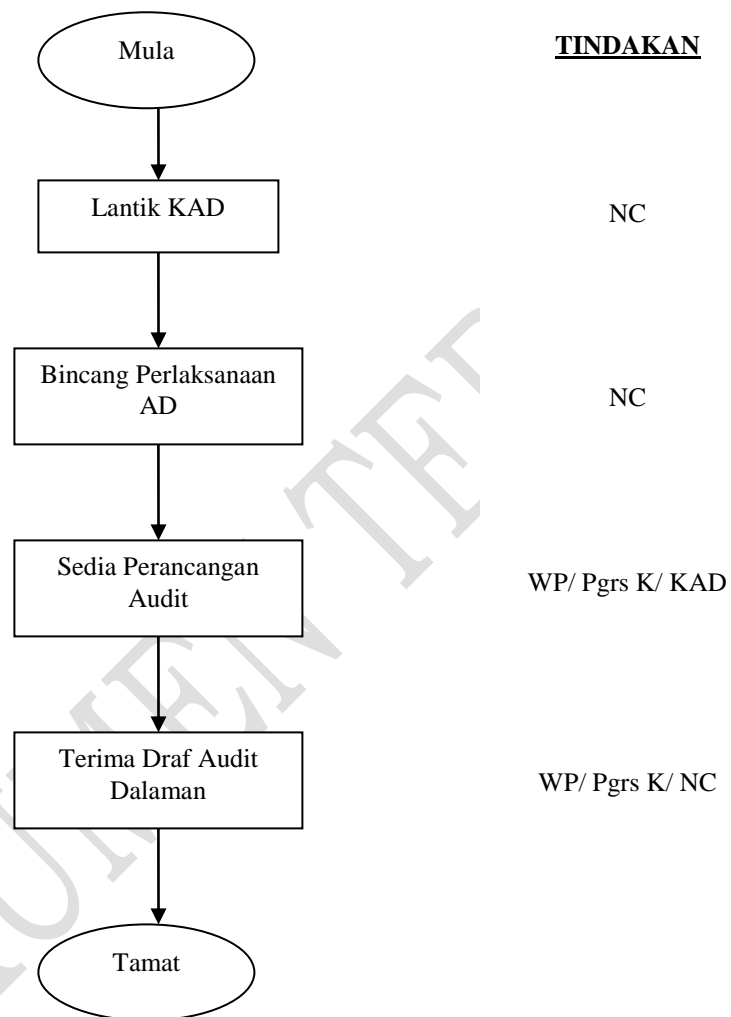 Mula
TINDAKAN
Lantik KAD
NC
Bincang Perlaksanaan
AD
NC
Sedia Perancangan
Audit
WP/ Pgrs K/ KAD
Terima Draf Audit
Dalaman
WP/ Pgrs K/ NC
Tamat